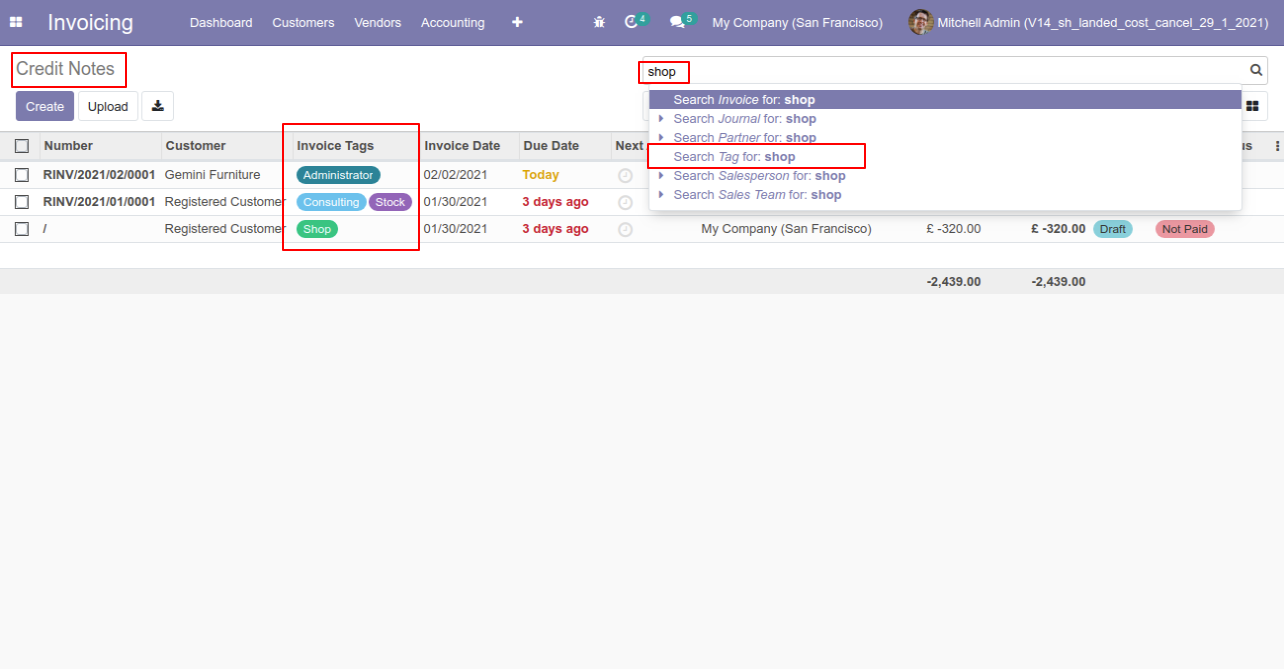 Invoicing Dashboard Customers Vendors Accounting 4 5 My Company (San Francisco) Mitchell Admin (V14_sh_landed_cost_cancel_29_1_2021)
Credit Notes
shop
Create Upload
Search Invoice for: shop
Search Journal for: shop
Search Partner for: shop
Search Tag for: shop
Search Salesperson for: shop
Search Sales Team for: shop
Number Customer Invoice Tags Invoice Date Due Date Next us
RINV/2021/02/0001 Gemini Furniture Administrator 02/02/2021 Today
RINV/2021/01/0001 Registered Customer Consulting Stock 01/30/2021 3 days ago
/ Registered Customer Shop 01/30/2021 3 days ago My Company (San Francisco) £ -320.00 £ -320.00 Draft Not Paid
-2,439.00 -2,439.00